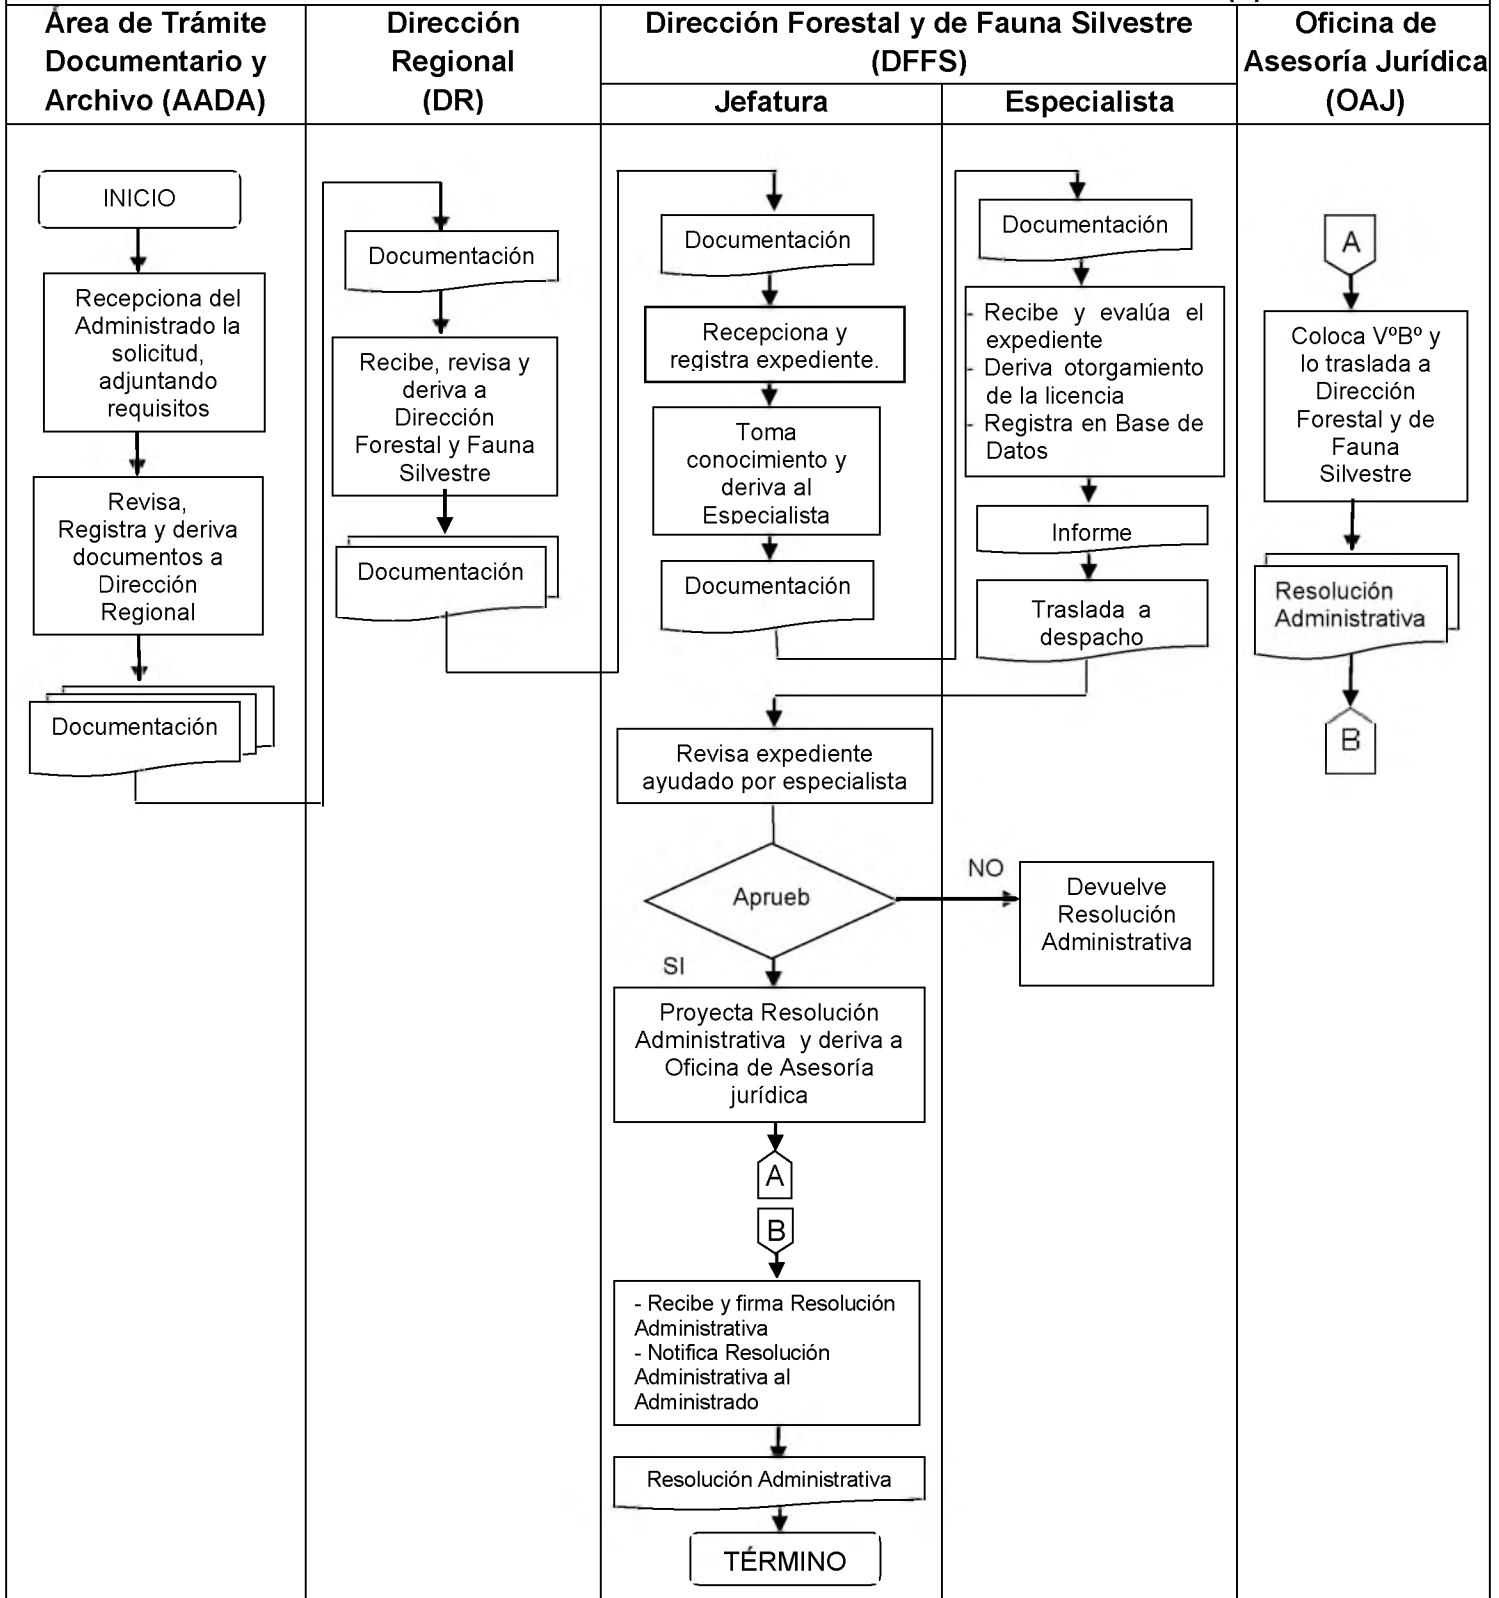 Área de Trámite
Documentario y
Archivo (AADA)
Dirección
Regional
(DR)
Dirección Forestal y de Fauna Silvestre
(DFFS)
Jefatura
Especialista
Oficina de
Asesoría Jurídica
(OAJ)
INICIO
Recepciona del
Administrado la
solicitud,
adjuntando
requisitos
Revisa,
Registra y deriva
documentos a
Dirección
Regional
Documentación
Documentación
Recibe, revisa y
deriva a
Dirección
Forestal y Fauna
Silvestre
Documentación
Documentación
Recepciona y
registra expediente.
Toma
conocimiento y
deriva al
Especialista
Documentación
Documentación
- Recibe y evalúa el
expediente
- Deriva otorgamiento
de la licencia
- Registra en Base de
Datos
Informe
Traslada a
despacho
Revisa expediente
ayudado por especialista
Aprueb
NO
Devuelve
Resolución
Administrativa
SI
Proyecta Resolución
Administrativa y deriva a
Oficina de Asesoría
jurídica
A
B
- Recibe y firma Resolución
Administrativa
- Notifica Resolución
Administrativa al
Administrado
Resolución Administrativa
TÉRMINO
A
Coloca VºBº y
lo traslada a
Dirección
Forestal y de
Fauna
Silvestre
Resolución
Administrativa
B